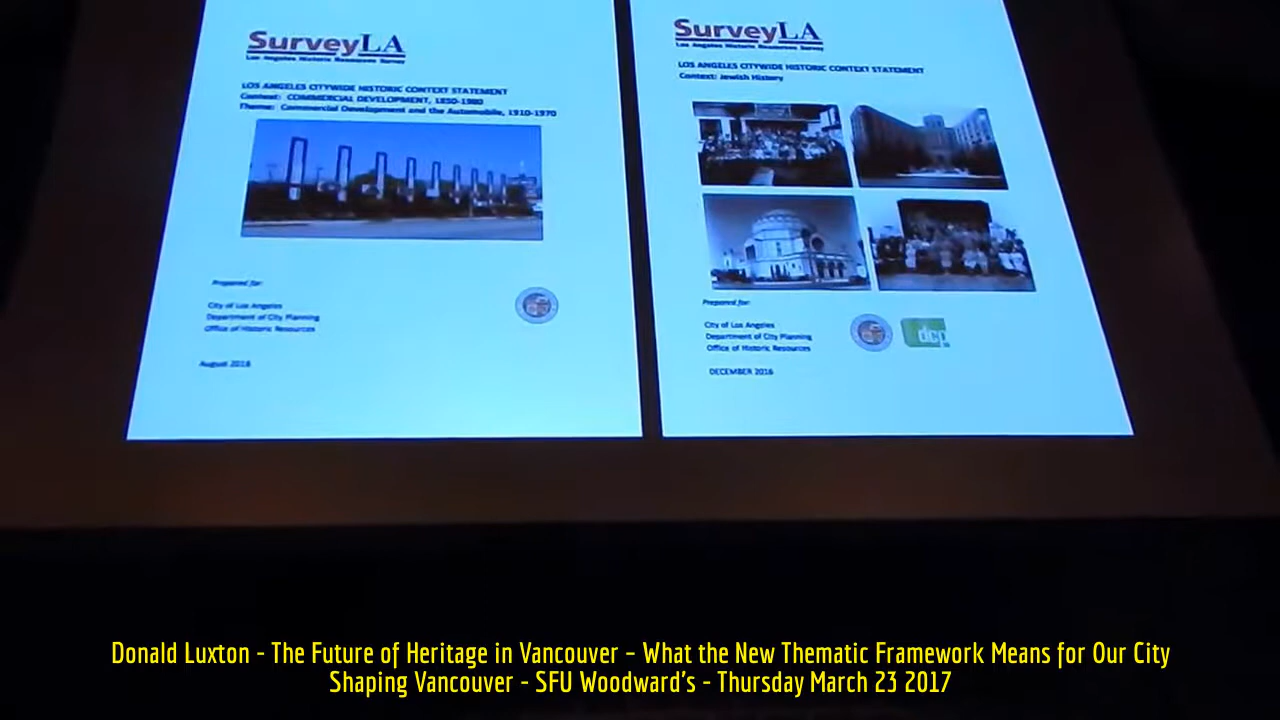 SurveyLA
Los Angeles Historic Resources Survey
LOS ANGELES CITYWIDE HISTORIC CONTEXT STATEMENT
Context: COMMERCIAL DEVELOPMENT, 1850-1980
Theme: Commercial Development and the Automobile, 1910-1970
Prepared for:
City of Los Angeles
Department of City Planning
Office of Historic Resources
August 2016
SurveyLA
Los Angeles Historic Resources Survey
LOS ANGELES CITYWIDE HISTORIC CONTEXT STATEMENT
Context: Jewish History
Prepared for:
City of Los Angeles
Department of City Planning
Office of Historic Resources
dcp
DECEMBER 2016
Donald Luxton - The Future of Heritage in Vancouver - What the New Thematic Framework Means for Our City
Shaping Vancouver - SFU Woodward's - Thursday March 23 2017